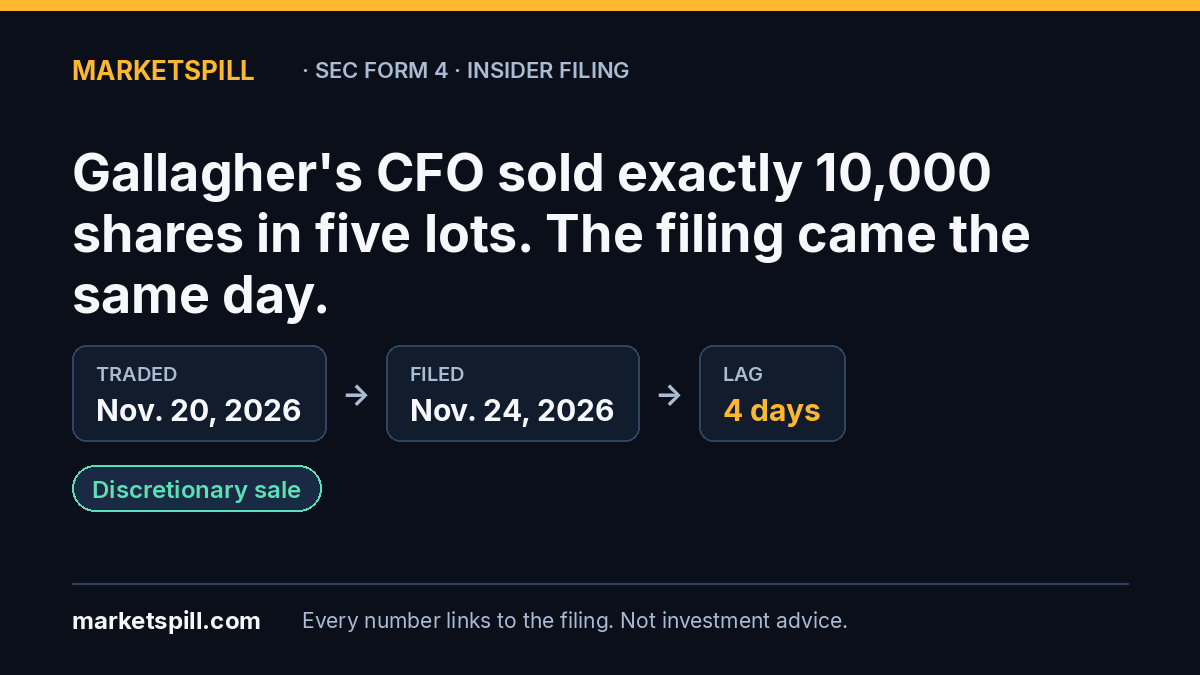 MARKETSPILL · SEC FORM 4 · INSIDER FILING
Gallagher's CFO sold exactly 10,000
shares in five lots. The filing came the
same day.
TRADED → FILED → LAG
Nov. 20, 2026 Nov. 24, 2026 4 days
Discretionary sale
marketspill.com Every number links to the filing. Not investment advice.